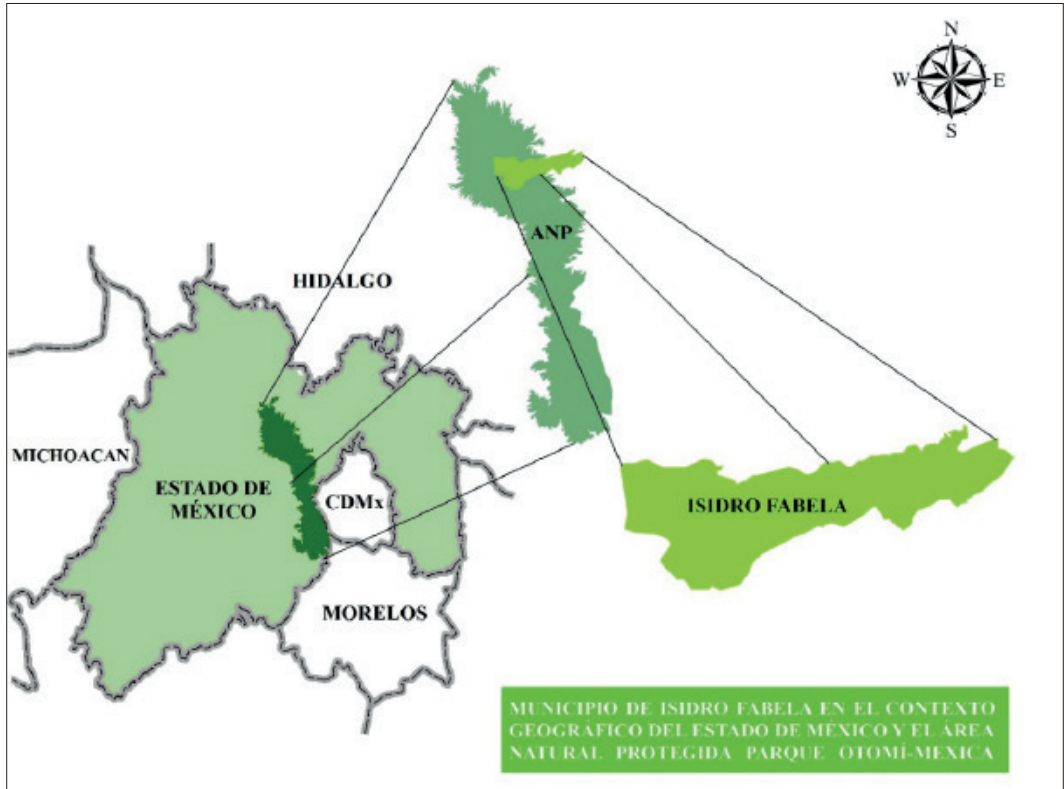 N
W
E
S
ANP
HIDALGO
MICHOACAN
ESTADO DE
MÉXICO
CDMx
ISIDRO FABELA
MORELOS
MUNICIPIO DE ISIDRO FABELA EN EL CONTEXTO
GEOGRÁFICO DEL ESTADO DE MÉXICO Y EL ÁREA
NATURAL PROTEGIDA PARQUE OTOMÍ-MEXICA